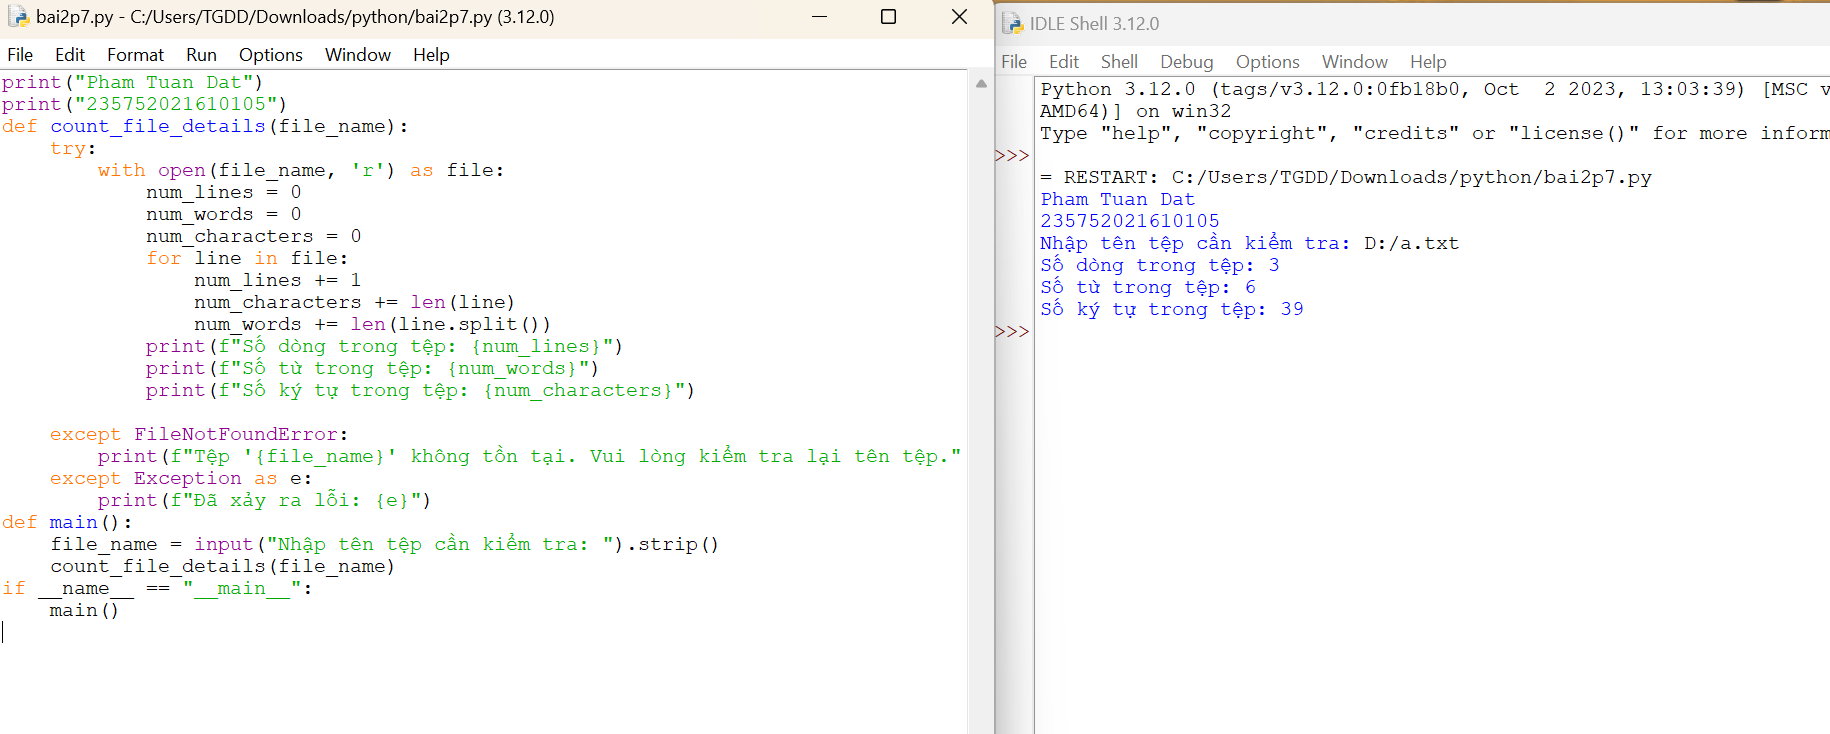 bai2p7.py - C:/Users/TGDD/Downloads/python/bai2p7.py (3.12.0)
File Edit Format Run Options Window Help
print("Pham Tuan Dat")
print("235752021610105")
def count_file_details(file_name):
    try:
        with open(file_name, 'r') as file:
            num_lines = 0
            num_words = 0
            num_characters = 0
            for line in file:
                num_lines += 1
                num_characters += len(line)
                num_words += len(line.split())
            print(f"Số dòng trong tệp: {num_lines}")
            print(f"Số từ trong tệp: {num_words}")
            print(f"Số ký tự trong tệp: {num_characters}")
    except FileNotFoundError:
        print(f"Tệp '{file_name}' không tồn tại. Vui lòng kiểm tra lại tên tệp."
    except Exception as e:
        print(f"Đã xảy ra lỗi: {e}")
def main():
    file_name = input("Nhập tên tệp cần kiểm tra: ").strip()
    count_file_details(file_name)
if __name__ == "__main__":
    main()
IDLE Shell 3.12.0
File Edit Shell Debug Options Window Help
Python 3.12.0 (tags/v3.12.0:0fb18b0, Oct  2 2023, 13:03:39) [MSC v
AMD64)] on win32
Type "help", "copyright", "credits" or "license()" for more inform
>>>
= RESTART: C:/Users/TGDD/Downloads/python/bai2p7.py
Pham Tuan Dat
235752021610105
Nhập tên tệp cần kiểm tra: D:/a.txt
Số dòng trong tệp: 3
Số từ trong tệp: 6
Số ký tự trong tệp: 39
>>>